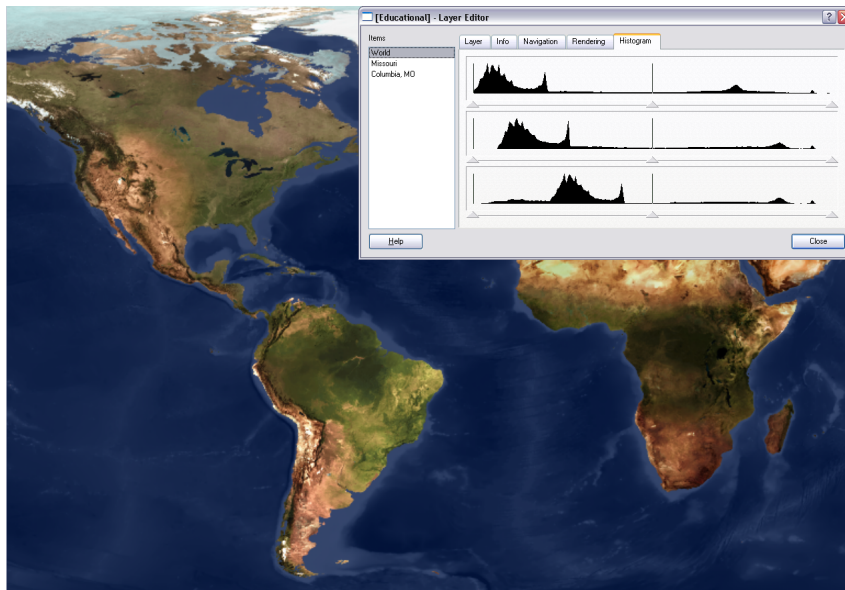 [Educational] - Layer Editor
Items
World
Missouri
Columbia, MO
Layer Info Navigation Rendering Histogram
Help Close